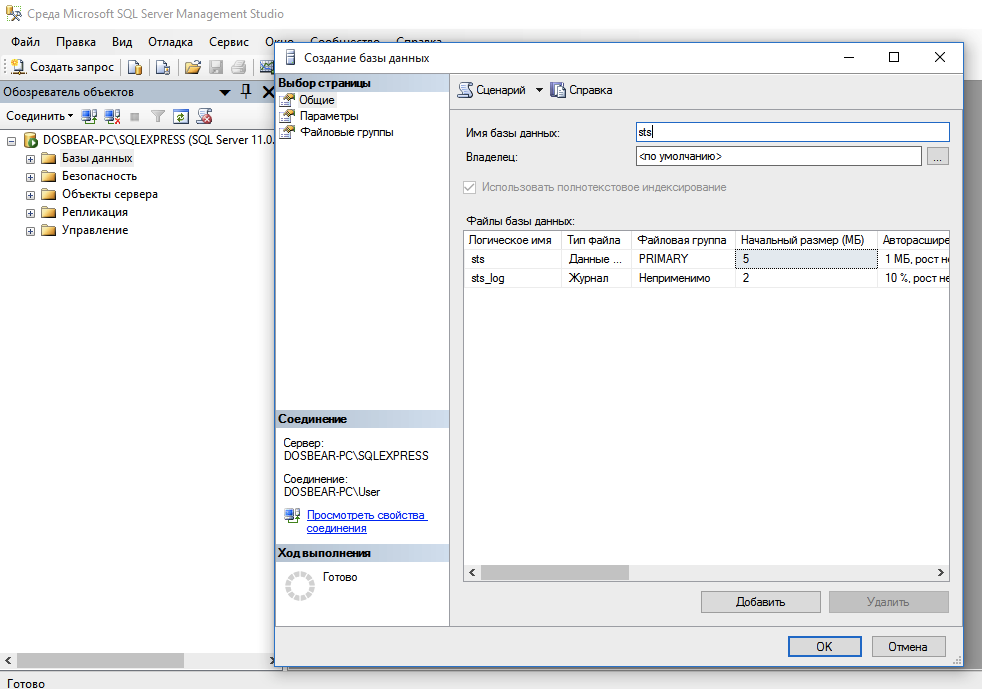 Среда Microsoft SQL Server Management Studio
Файл Правка Вид Отладка Сервис Окно Сообщество Справка
Создать запрос
Обозреватель объектов
Соединить
DOSBEAR-PC\SQLEXPRESS (SQL Server 11.0.
Базы данных
Безопасность
Объекты сервера
Репликация
Управление
Создание базы данных
Выбор страницы
Общие
Параметры
Файловые группы
Соединение
Сервер:
DOSBEAR-PC\SQLEXPRESS
Соединение:
DOSBEAR-PC\User
Просмотреть свойства
соединения
Ход выполнения
Готово
Сценарий Справка
Имя базы данных: sts
Владелец: <по умолчанию> ...
Использовать полнотекстовое индексирование
Файлы базы данных:
Логическое имя Тип файла Файловая группа Начальный размер (МБ) Авторасшире
sts Данные ... PRIMARY 5 1 МБ, рост не
sts_log Журнал Неприменимо 2 10 %, рост не
Добавить Удалить
OK Отмена
Готово